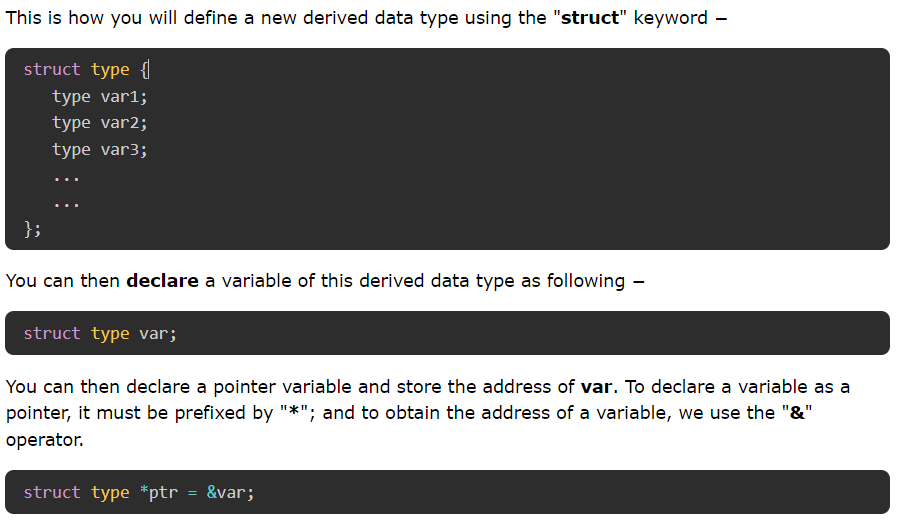 This is how you will define a new derived data type using the "struct" keyword −
struct type {
type var1;
type var2;
type var3;
...
...
};
You can then declare a variable of this derived data type as following −
struct type var;
You can then declare a pointer variable and store the address of var. To declare a variable as a
pointer, it must be prefixed by "*"; and to obtain the address of a variable, we use the "&"
operator.
struct type *ptr = &var;